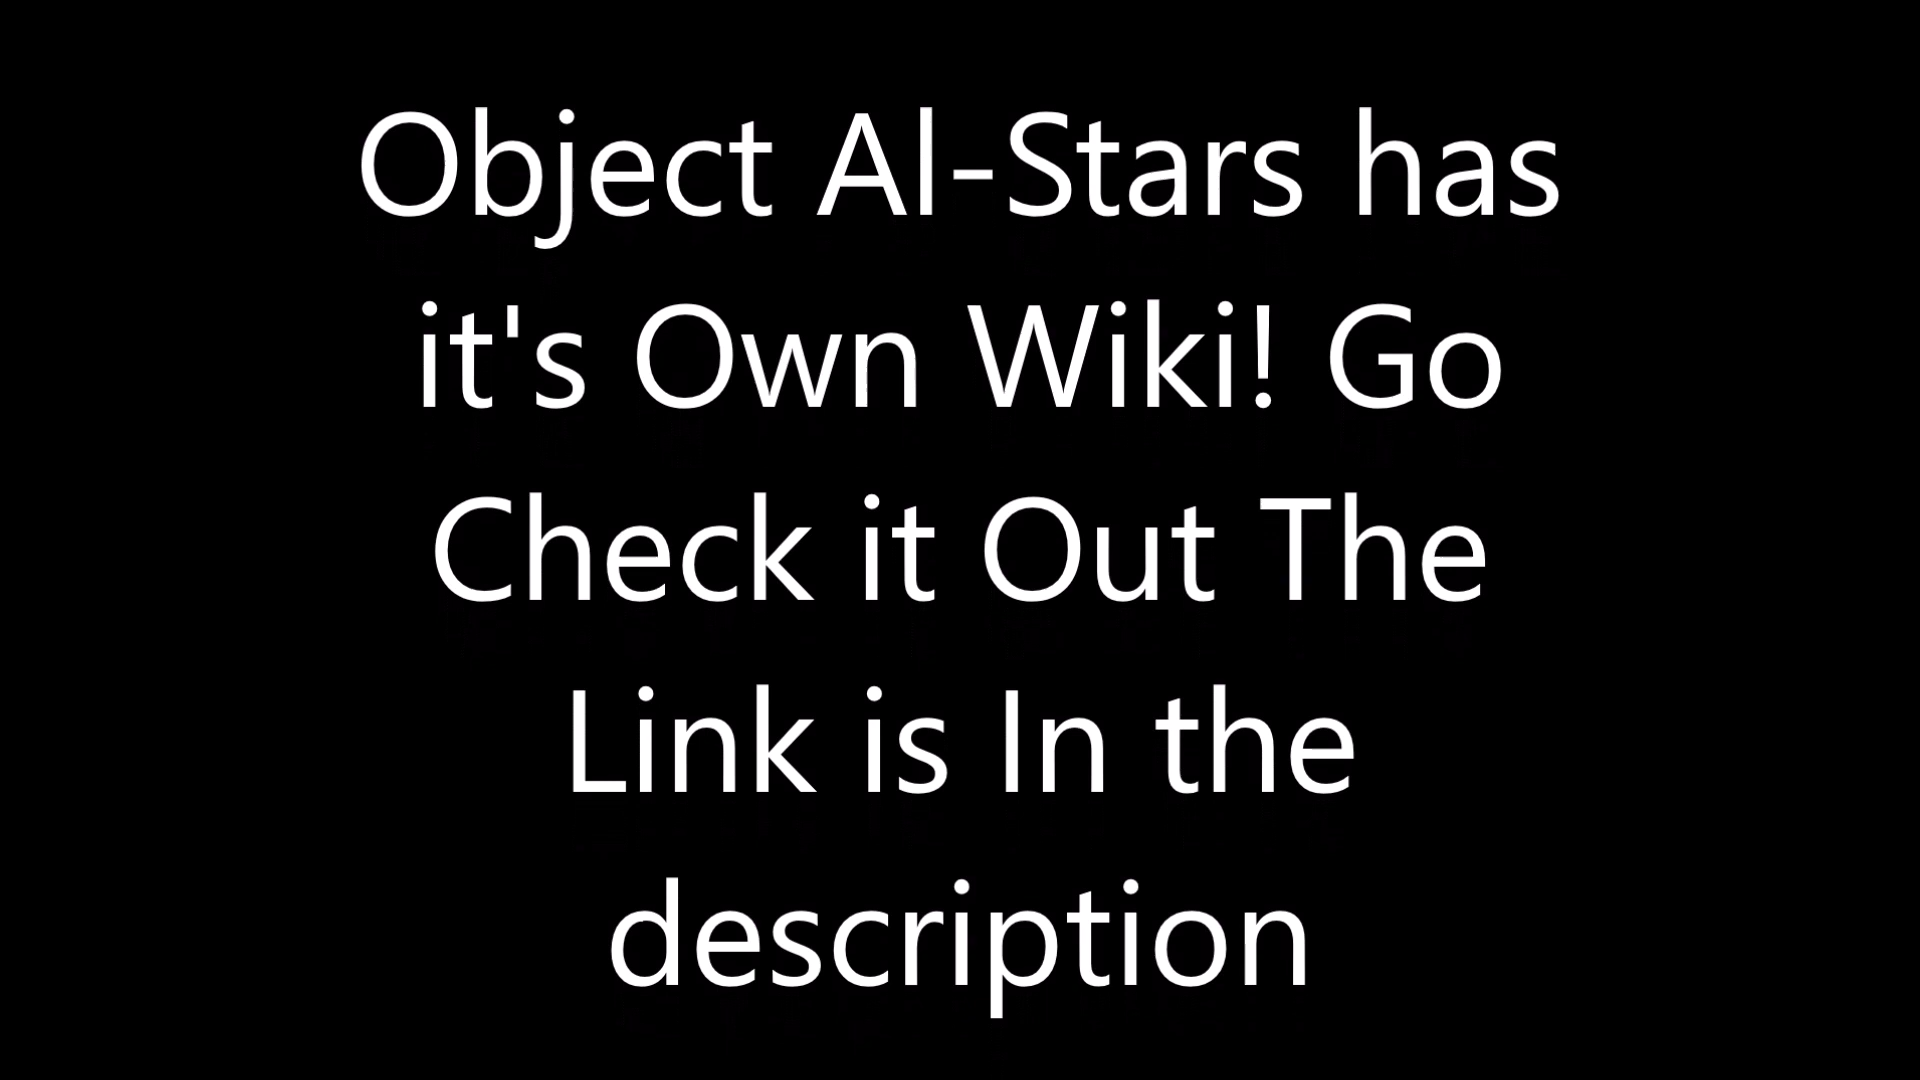 Object Al-Stars has
it's Own Wiki! Go
Check it Out The
Link is In the
description